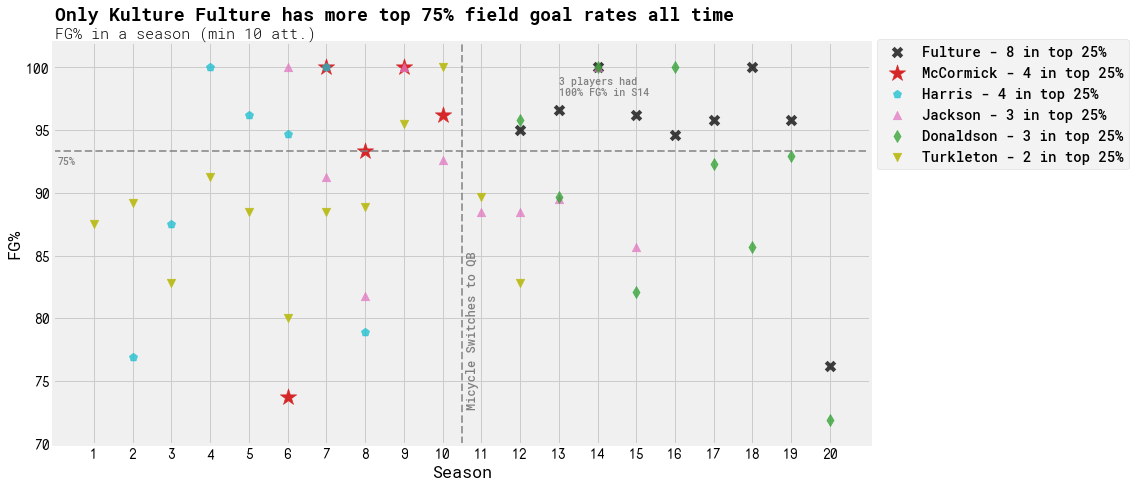 Only Kulture Fulture has more top 75% field goal rates all time
FG% in a season (min 10 att.)
Fulture - 8 in top 25%
McCormick - 4 in top 25%
Harris - 4 in top 25%
Jackson - 3 in top 25%
Donaldson - 3 in top 25%
Turkleton - 2 in top 25%
3 players had
100% FG% in S14
75%
Micycle Switches to QB
FG%
100
95
90
85
80
75
70
1 2 3 4 5 6 7 8 9 10 11 12 13 14 15 16 17 18 19 20
Season